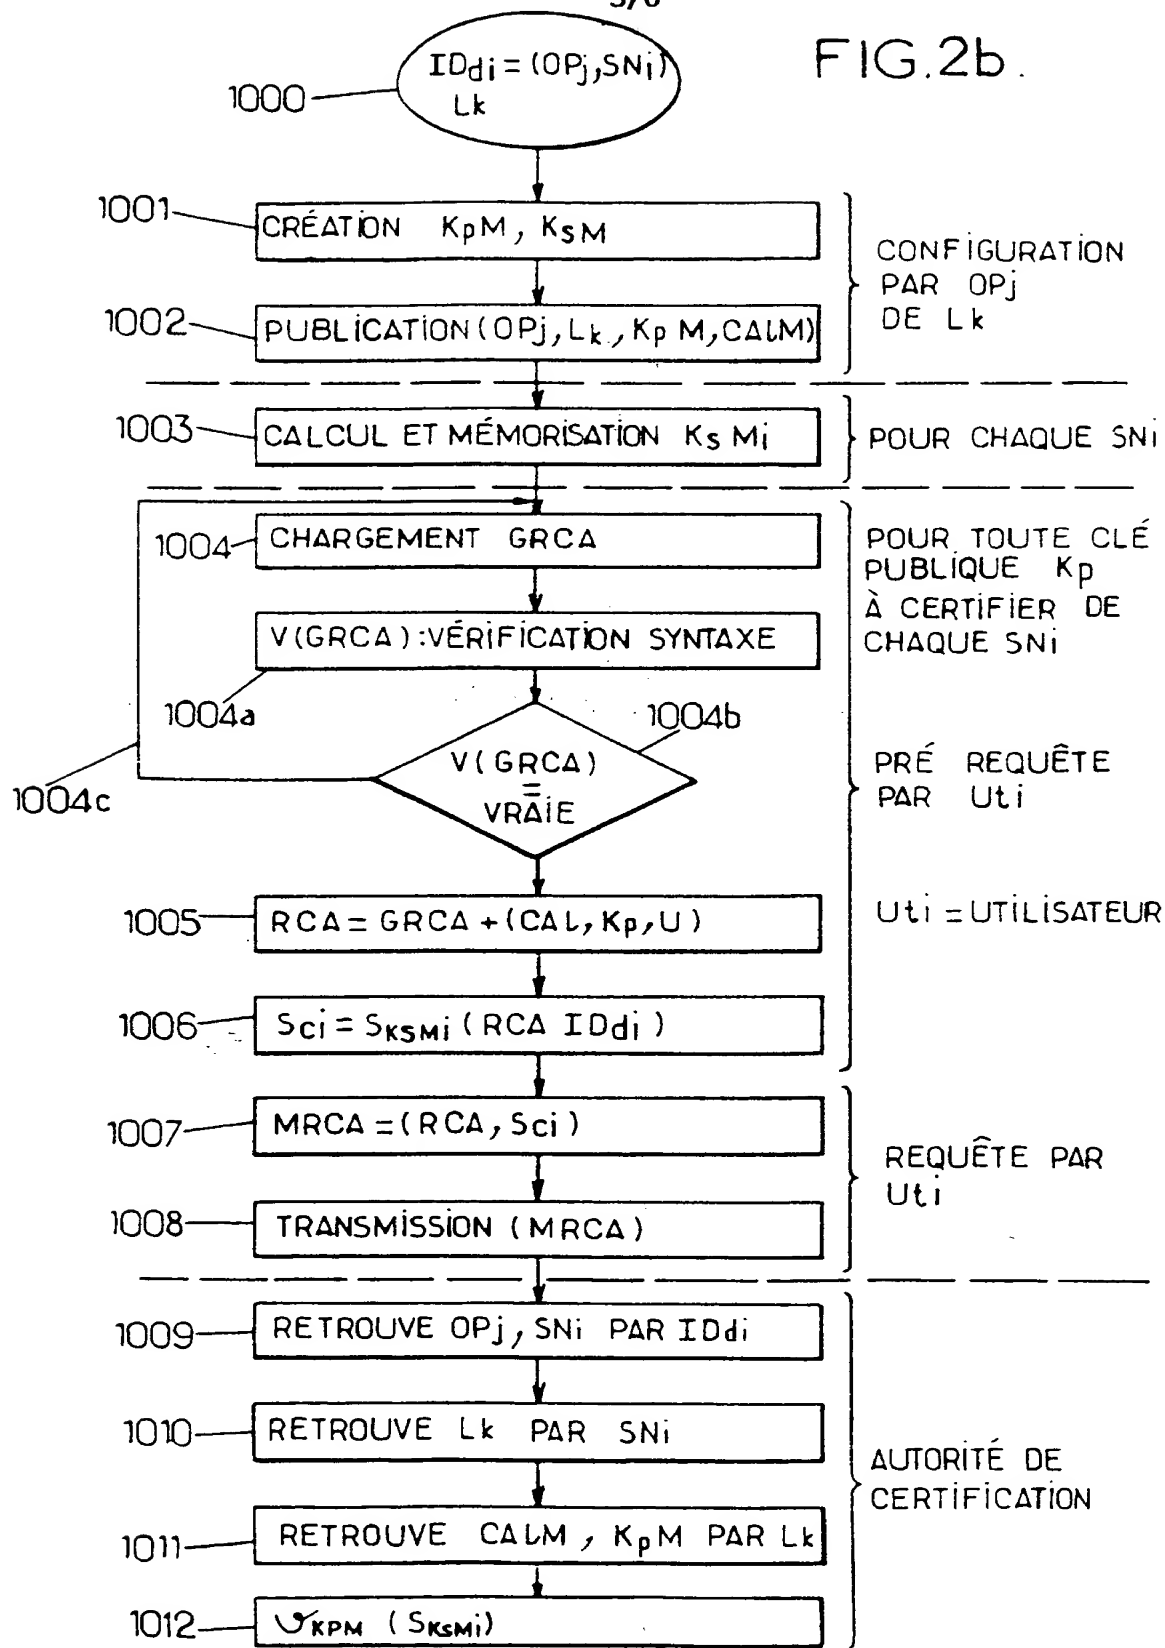 FIG.2b.
IDdi = (OPj, SNi)
Lk
1000
1001
CRÉATION KpM, KsM
1002
PUBLICATION (OPj, Lk, KpM, CALM)
CONFIGURATION
PAR OPj
DE Lk
1003
CALCUL ET MÉMORISATION KsMi
POUR CHAQUE SNi
1004
CHARGEMENT GRCA
V(GRCA):VÉRIFICATION SYNTAXE
1004a
1004b
V(GRCA)
=
VRAIE
1004c
POUR TOUTE CLÉ
PUBLIQUE Kp
À CERTIFIER DE
CHAQUE SNi
PRÉ REQUÊTE
PAR Uti
1005
RCA = GRCA + (CAL, Kp, U)
Uti = UTILISATEUR
1006
Sci = SKSMi (RCA IDdi)
1007
MRCA = (RCA, Sci)
1008
TRANSMISSION (MRCA)
REQUÊTE PAR
Uti
1009
RETROUVE OPj, SNi PAR IDdi
1010
RETROUVE Lk PAR SNi
1011
RETROUVE CALM, KpM PAR Lk
1012
𝒱KPM (SKSMi)
AUTORITÉ DE
CERTIFICATION